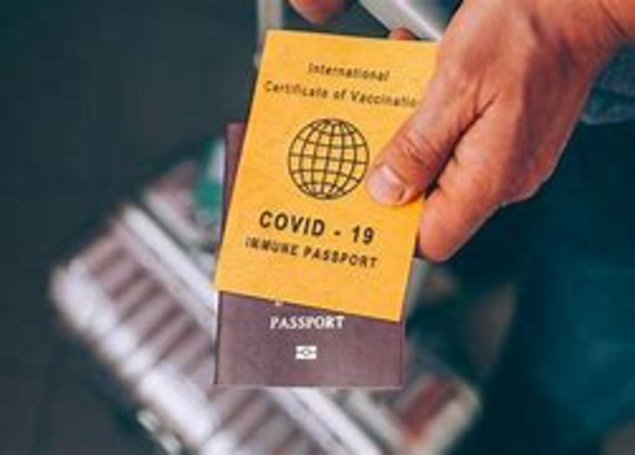 International
Certificate of Vaccination
COVID - 19
IMMUNE PASSPORT
PASSPORT